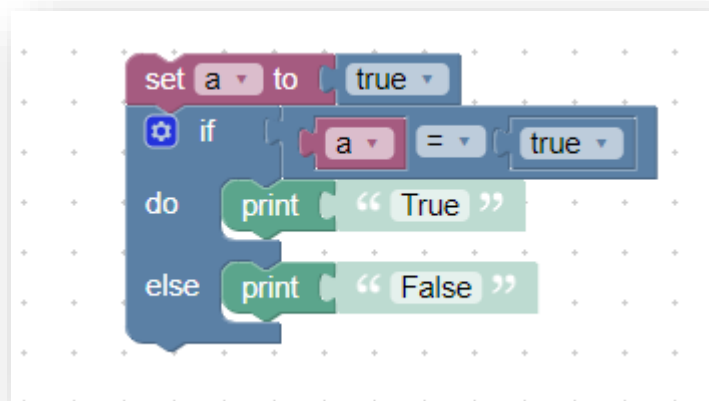 set a to true
if a = true
do print “ True ”
else print “ False ”